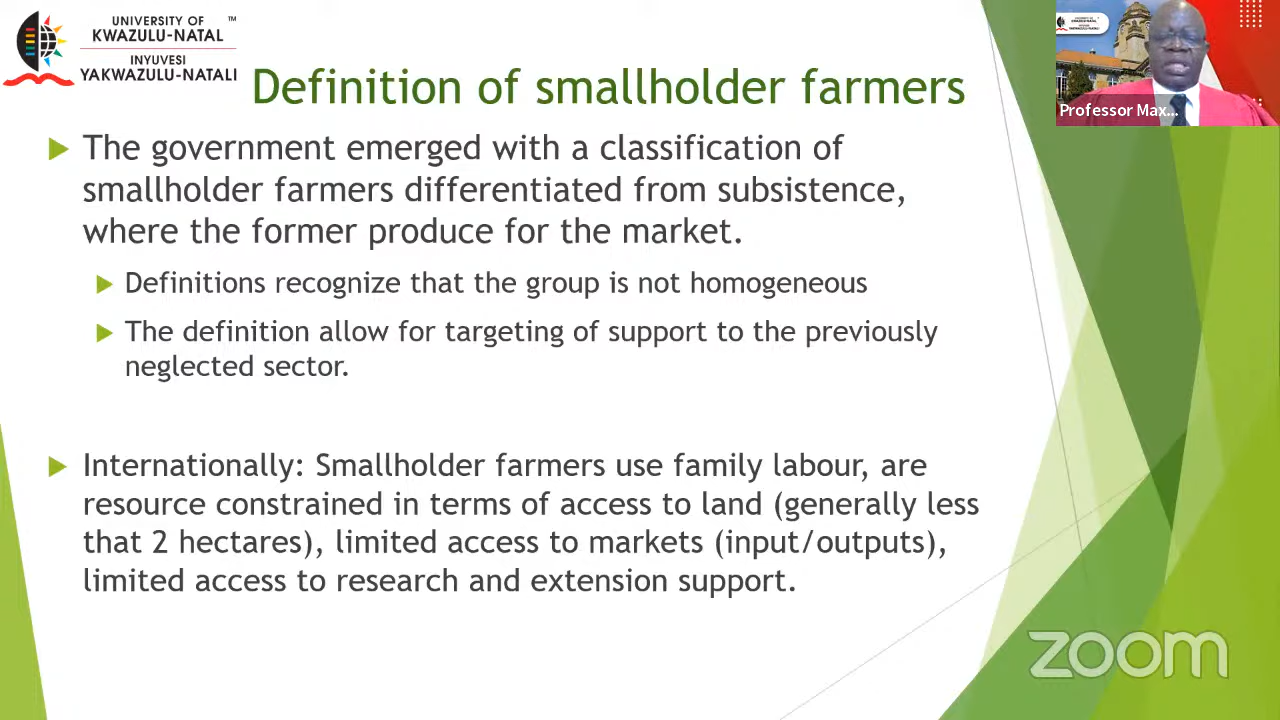 UNIVERSITY OF ™
KWAZULU-NATAL
INYUVESI
YAKWAZULU-NATALI
Definition of smallholder farmers
The government emerged with a classification of
smallholder farmers differentiated from subsistence,
where the former produce for the market.
Definitions recognize that the group is not homogeneous
The definition allow for targeting of support to the previously
neglected sector.
Internationally: Smallholder farmers use family labour, are
resource constrained in terms of access to land (generally less
that 2 hectares), limited access to markets (input/outputs),
limited access to research and extension support.
Professor Max...
zoom